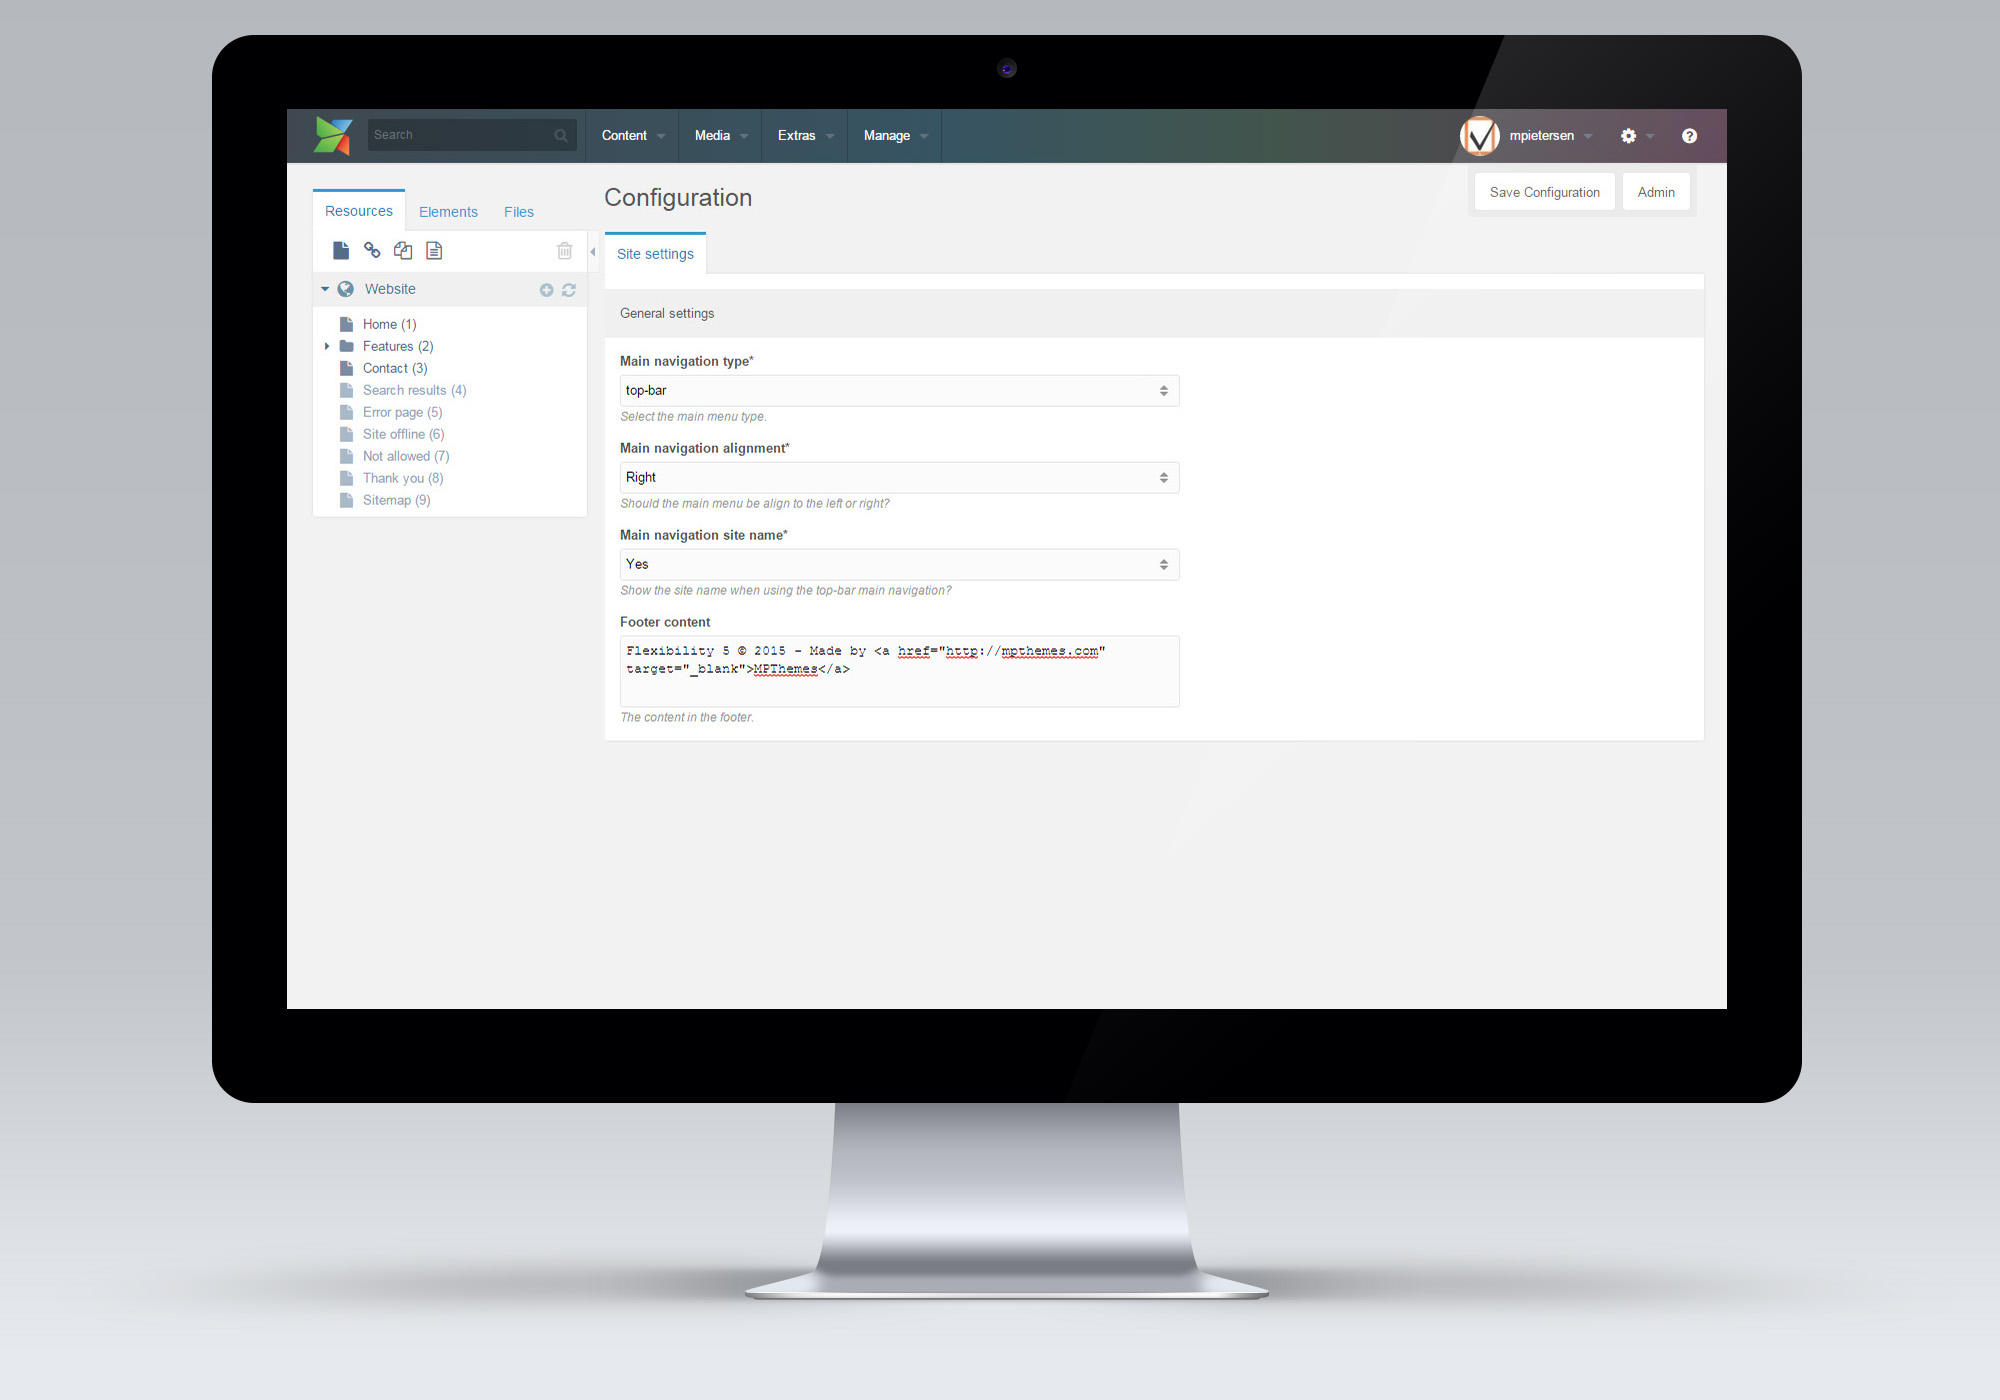 Search
Content
Media
Extras
Manage
mpietersen
Resources
Elements
Files
Configuration
Save Configuration
Admin
Website
Home (1)
Features (2)
Contact (3)
Search results (4)
Error page (5)
Site offline (6)
Not allowed (7)
Thank you (8)
Sitemap (9)
Site settings
General settings
Main navigation type*
top-bar
Select the main menu type.
Main navigation alignment*
Right
Should the main menu be align to the left or right?
Main navigation site name*
Yes
Show the site name when using the top-bar main navigation?
Footer content
Flexibility 5 © 2015 - Made by <a href="http://mpthemes.com"
target="_blank">MPThemes</a>
The content in the footer.